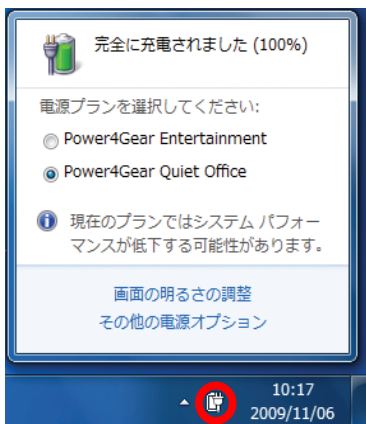 完全に充電されました (100%)
電源プランを選択してください:
Power4Gear Entertainment
Power4Gear Quiet Office
現在のプランではシステム パフォー
マンスが低下する可能性があります。
画面の明るさの調整
その他の電源オプション
10:17
2009/11/06